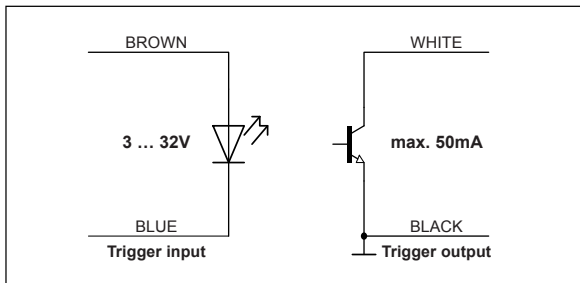 BROWN
WHITE
3 … 32V
max. 50mA
BLUE
BLACK
Trigger input
Trigger output